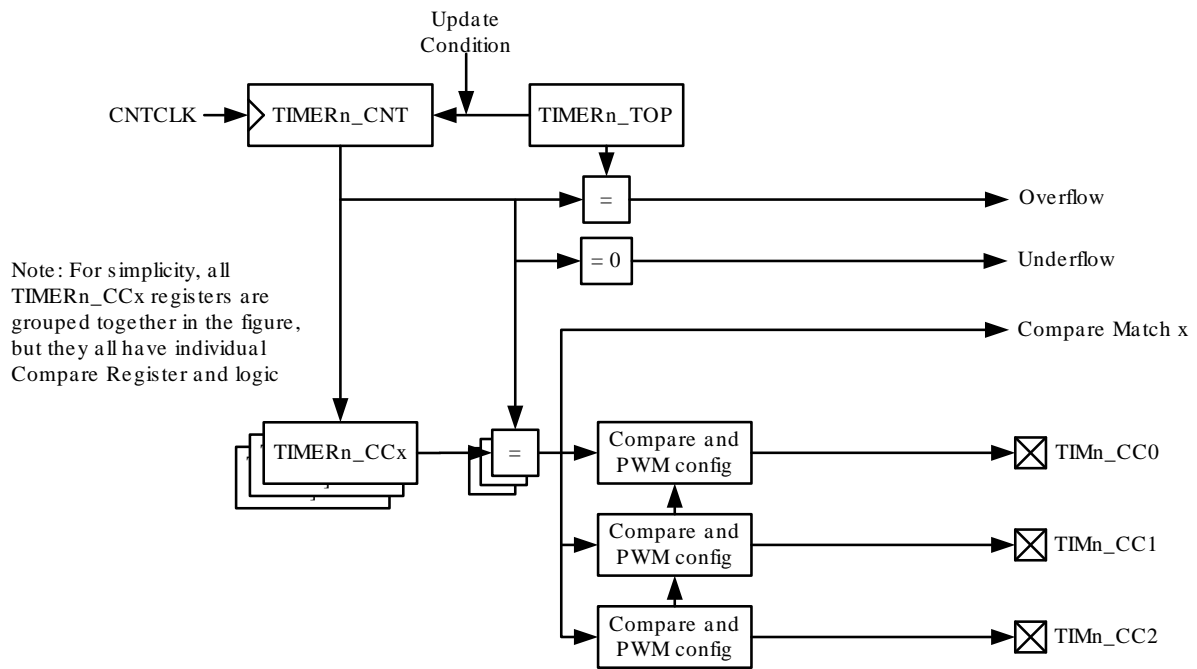 Update
Condition
CNTCLK
TIMERn_CNT
TIMERn_TOP
=
Overflow
= 0
Underflow
Note: For simplicity, all
TIMERn_CCx registers are
grouped together in the figure,
but they all have individual
Compare Register and logic
Compare Match x
TIMERn_CCx
=
Compare and
PWM config
TIMn_CC0
Compare and
PWM config
TIMn_CC1
Compare and
PWM config
TIMn_CC2